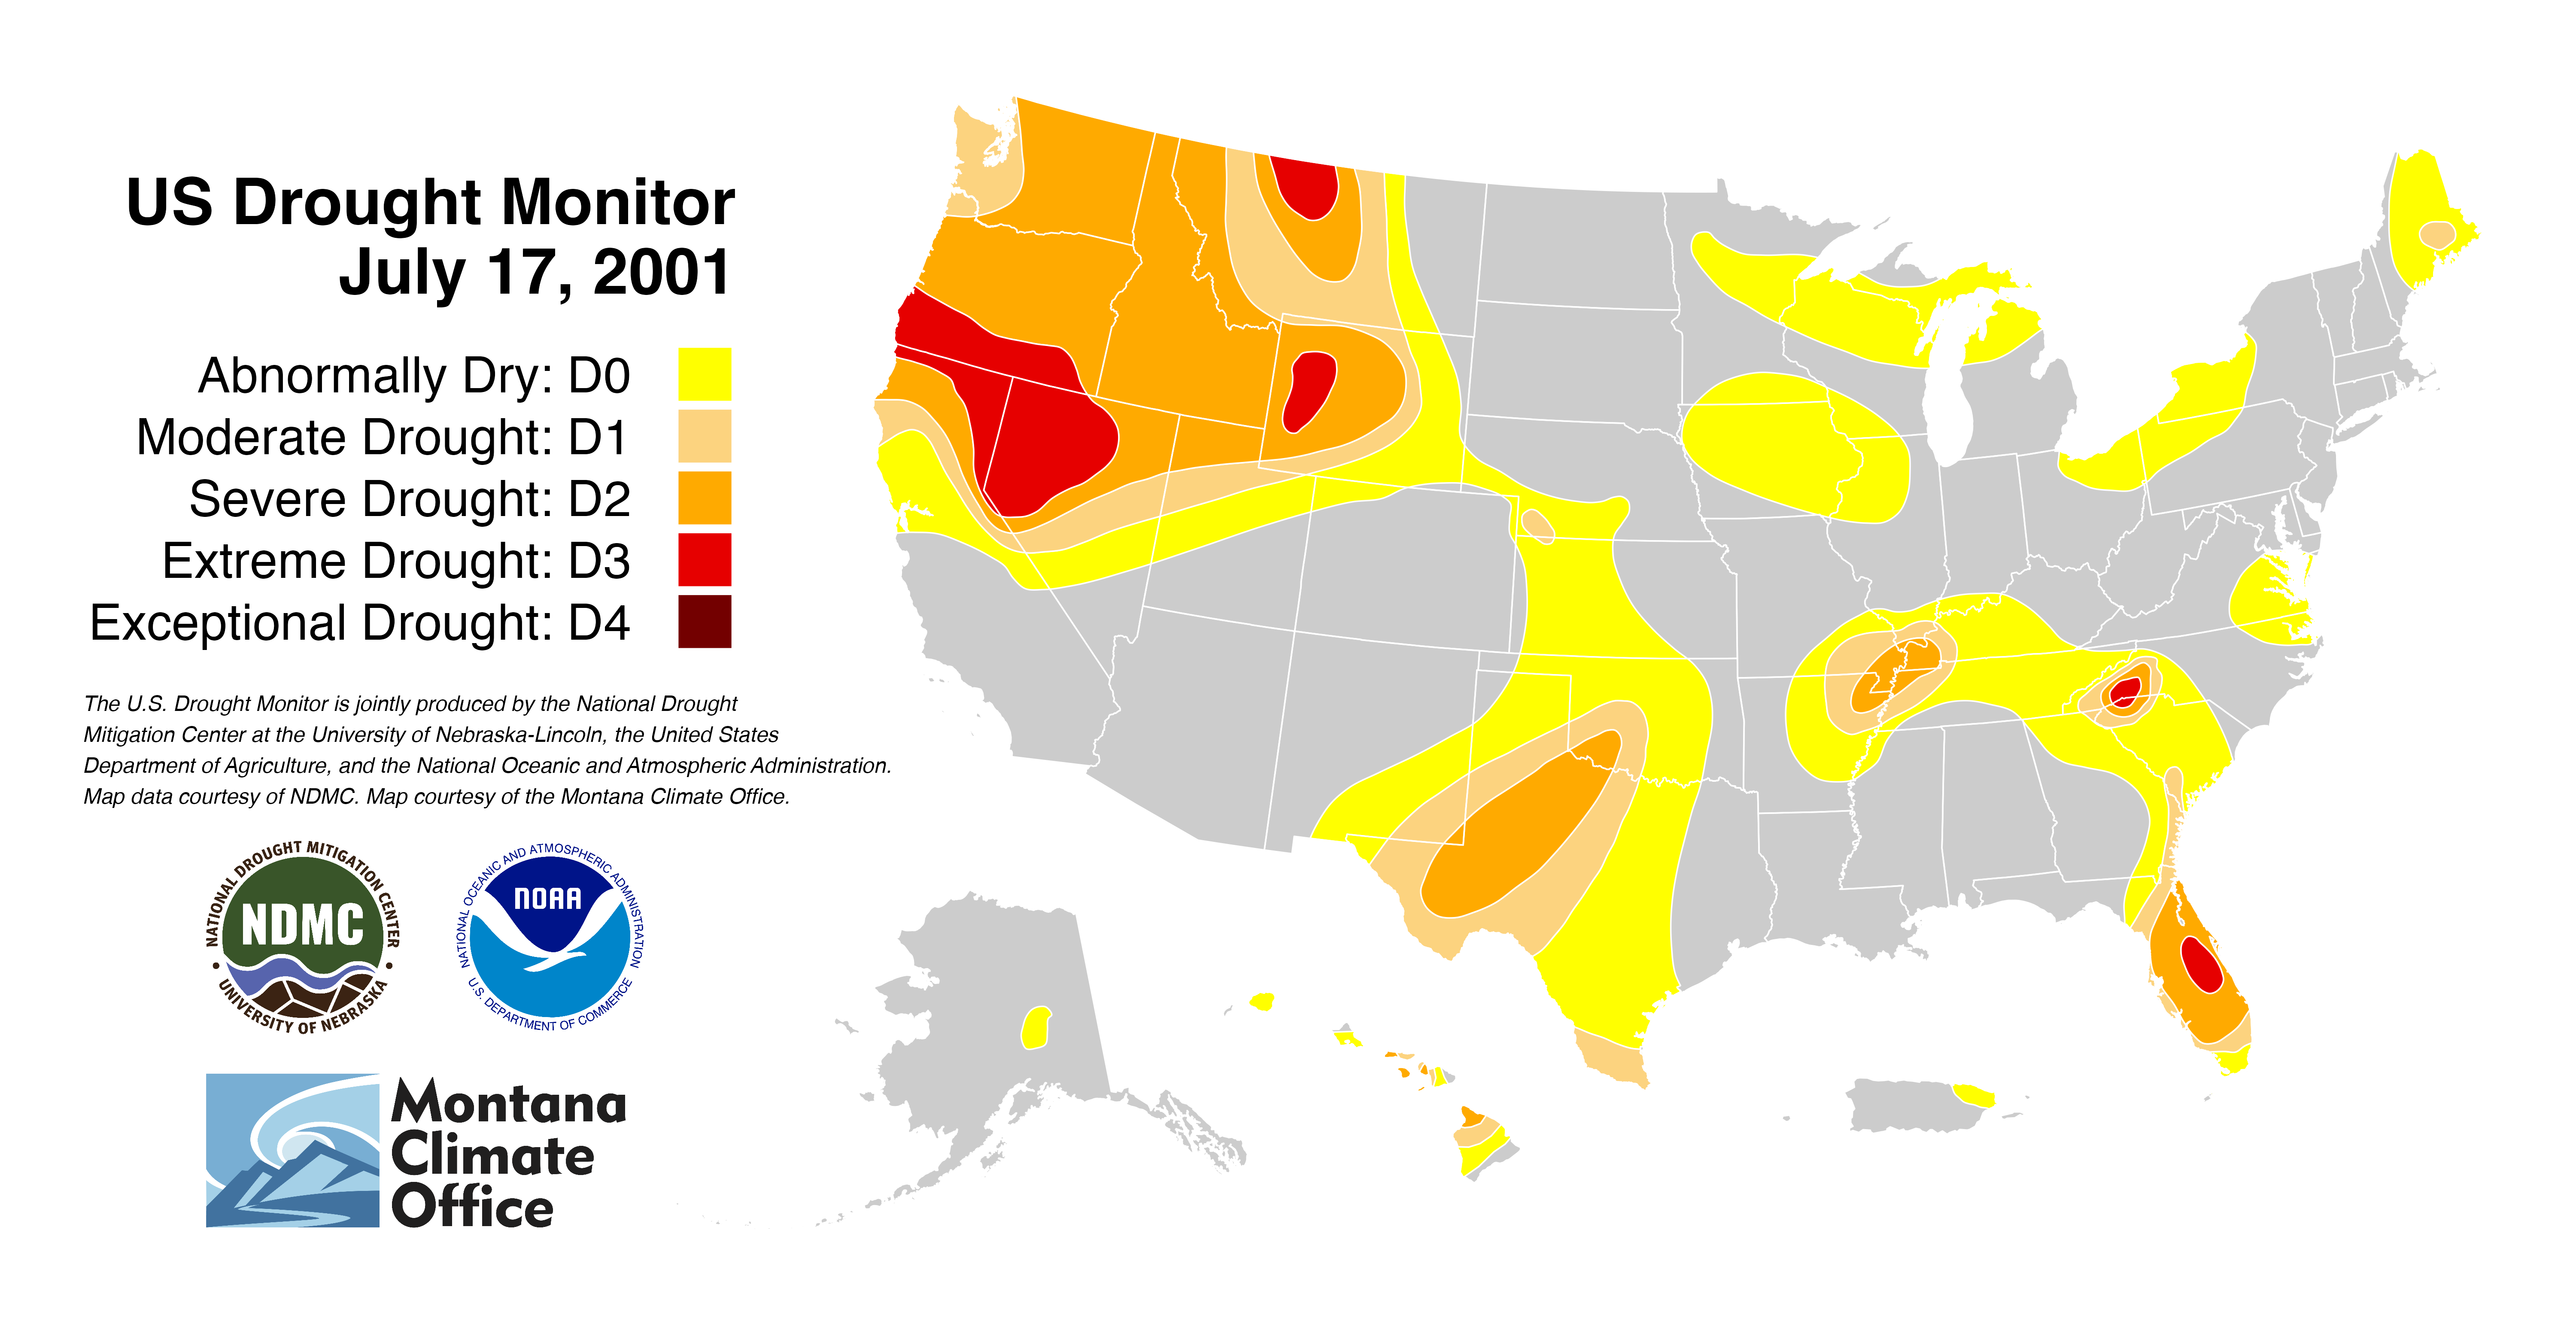 US Drought Monitor
July 17, 2001
Abnormally Dry: D0
Moderate Drought: D1
Severe Drought: D2
Extreme Drought: D3
Exceptional Drought: D4
The U.S. Drought Monitor is jointly produced by the National Drought
Mitigation Center at the University of Nebraska-Lincoln, the United States
Department of Agriculture, and the National Oceanic and Atmospheric Administration.
Map data courtesy of NDMC. Map courtesy of the Montana Climate Office.
NATIONAL DROUGHT MITIGATION CENTER
NDMC
UNIVERSITY OF NEBRASKA
NATIONAL OCEANIC AND ATMOSPHERIC ADMINISTRATION
NOAA
U.S. DEPARTMENT OF COMMERCE
Montana
Climate
Office